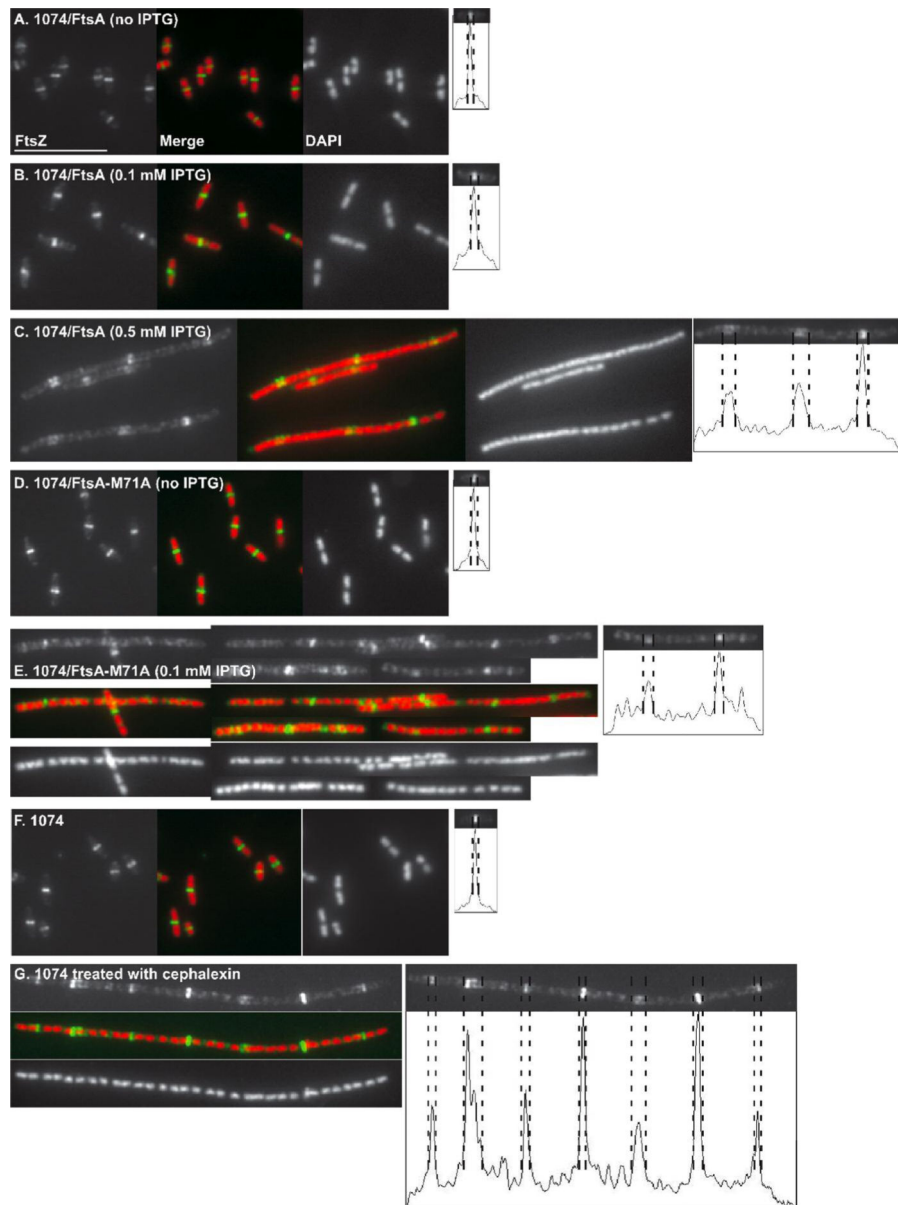 A. 1074/FtsA (no IPTG)
FtsZ Merge DAPI
B. 1074/FtsA (0.1 mM IPTG)
C. 1074/FtsA (0.5 mM IPTG)
D. 1074/FtsA-M71A (no IPTG)
E. 1074/FtsA-M71A (0.1 mM IPTG)
F. 1074
G. 1074 treated with cephalexin